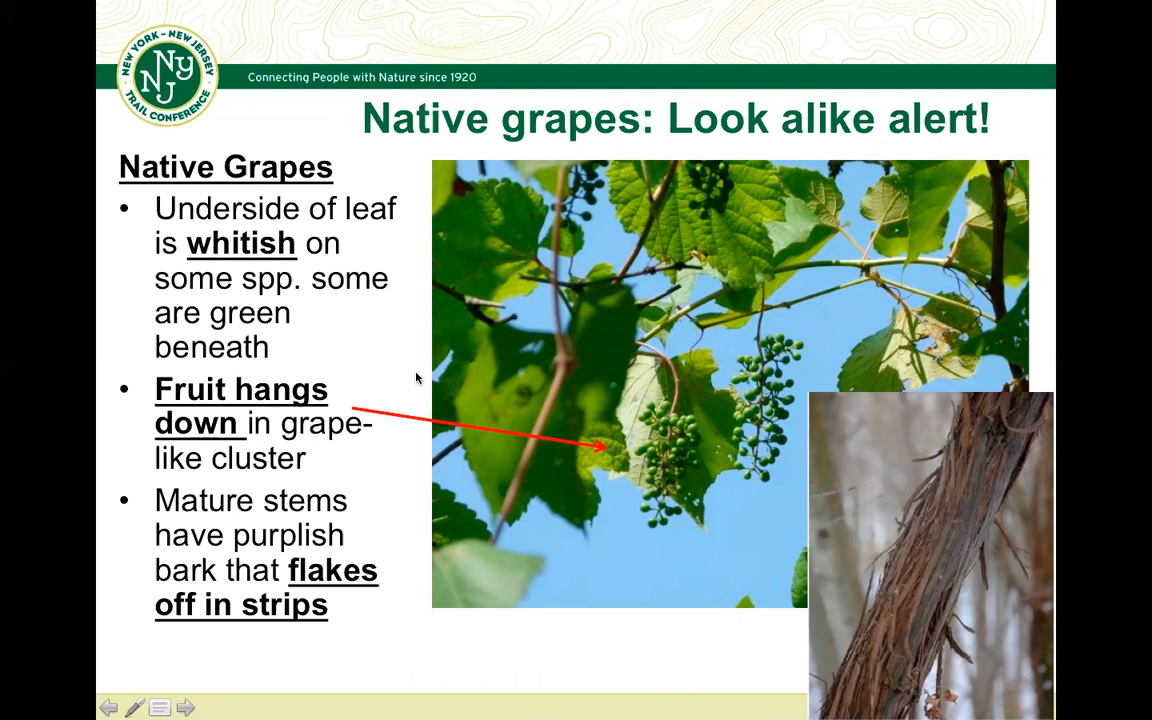 NEW YORK - NEW JERSEY
NY
NJ
TRAIL CONFERENCE
Connecting People with Nature since 1920
Native grapes: Look alike alert!
Native Grapes
• Underside of leaf
is whitish on
some spp. some
are green
beneath
• Fruit hangs
down in grape-
like cluster
• Mature stems
have purplish
bark that flakes
off in strips